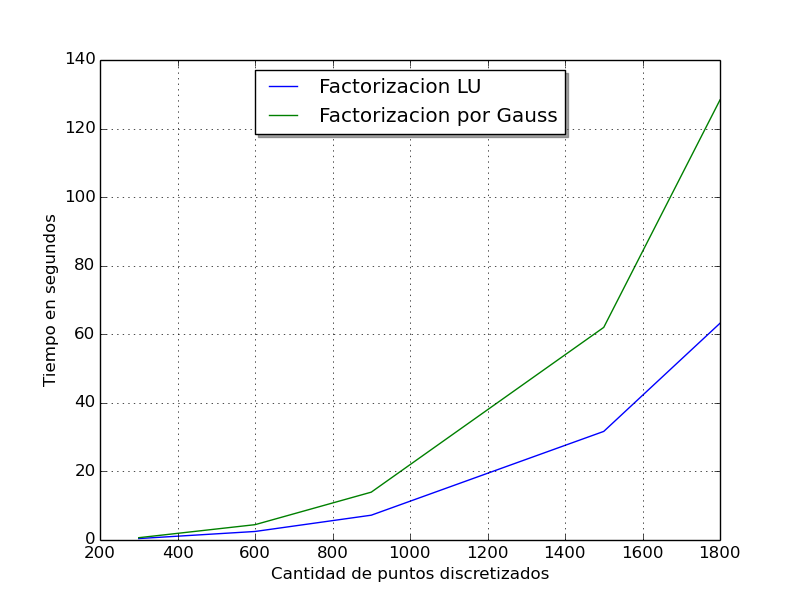 Factorizacion LU
Factorizacion por Gauss
140
120
100
80
60
40
20
0
Tiempo en segundos
200 400 600 800 1000 1200 1400 1600 1800
Cantidad de puntos discretizados